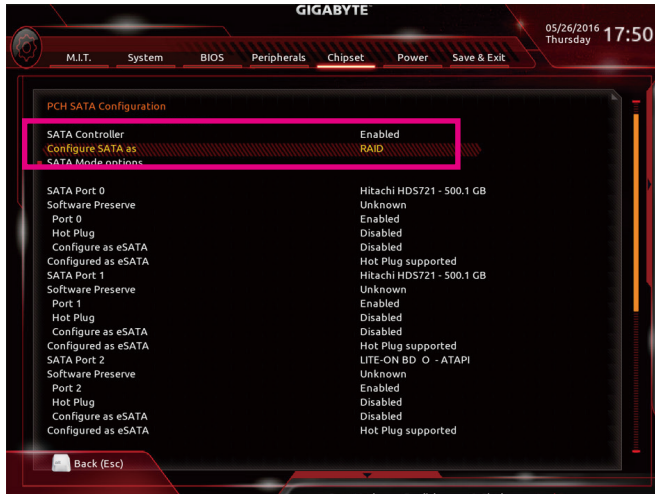 GIGABYTE
05/26/2016 17:50
Thursday
M.I.T. System BIOS Peripherals Chipset Power Save & Exit
PCH SATA Configuration
SATA Controller Enabled
Configure SATA as RAID
SATA Mode options
SATA Port 0 Hitachi HDS721 - 500.1 GB
Software Preserve Unknown
Port 0 Enabled
Hot Plug Disabled
Configure as eSATA Disabled
Configured as eSATA Hot Plug supported
SATA Port 1 Hitachi HDS721 - 500.1 GB
Software Preserve Unknown
Port 1 Enabled
Hot Plug Disabled
Configure as eSATA Disabled
Configured as eSATA Hot Plug supported
SATA Port 2 LITE-ON BD O - ATAPI
Software Preserve Unknown
Port 2 Enabled
Hot Plug Disabled
Configure as eSATA Disabled
Configured as eSATA Hot Plug supported
Back (Esc)